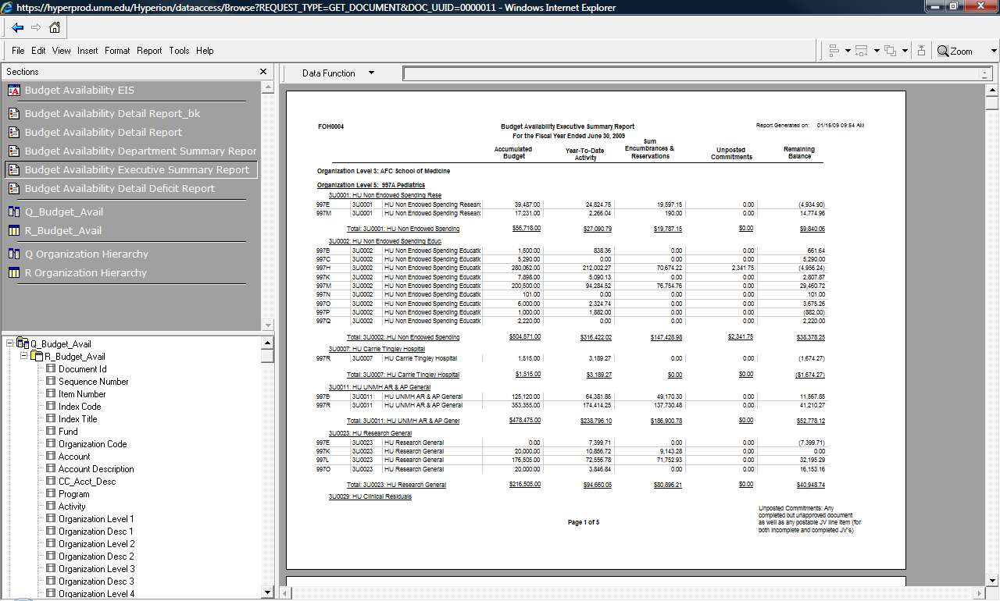 https://hyperprod.unm.edu/Hyperion/dataaccess/Browse?REQUEST_TYPE=GET_DOCUMENT&DOC_UUID=0000011 - Windows Internet Explorer
File Edit View Insert Format Report Tools Help Zoom
Sections
Budget Availability EIS
Budget Availability Detail Report_bk
Budget Availability Detail Report
Budget Availability Department Summary Repor
Budget Availability Executive Summary Report
Budget Availability Detail Deficit Report
Q_Budget_Avail
R_Budget_Avail
Q Organization Hierarchy
R Organization Hierarchy
Q_Budget_Avail
R_Budget_Avail
Document Id
Sequence Number
Item Number
Index Code
Index Title
Fund
Organization Code
Account
Account Description
CC_Acct_Desc
Program
Activity
Organization Level 1
Organization Desc 1
Organization Level 2
Organization Desc 2
Organization Level 3
Organization Desc 3
Organization Level 4
Data Function
FOH0004 Budget Availability Executive Summary Report Report Generated on: 01/15/09 09:54 AM
For the Fiscal Year Ended June 30, 2009
Sum
Accumulated Year-To-Date Encumbrances & Unposted Remaining
Budget Activity Reservations Commitments Balance
Organization Level 3: AFC School of Medicine
Organization Level 5: 997A Pediatrics
3U0001: HU Non Endowed Spending Rese
997E 3U0001 HU Non Endowed Spending Researc 39,487.00 24,824.75 19,597.15 0.00 (4,934.90)
997M 3U0001 HU Non Endowed Spending Researc 17,231.00 2,266.04 190.00 0.00 14,774.96
Total: 3U0001: HU Non Endowed Spending $56,718.00 $27,090.79 $19,787.15 $0.00 $9,840.06
3U0002: HU Non Endowed Spending Educ
997B 3U0002 HU Non Endowed Spending Educatic 1,500.00 838.36 0.00 0.00 661.64
997C 3U0002 HU Non Endowed Spending Educatic 5,290.00 0.00 0.00 0.00 5,290.00
997H 3U0002 HU Non Endowed Spending Educatic 280,062.00 212,002.27 70,674.22 2,341.75 (4,956.24)
997K 3U0002 HU Non Endowed Spending Educatic 7,898.00 5,090.13 0.00 0.00 2,807.87
997M 3U0002 HU Non Endowed Spending Educatic 200,500.00 94,284.52 76,754.76 0.00 29,460.72
997N 3U0002 HU Non Endowed Spending Educatic 101.00 0.00 0.00 0.00 101.00
997O 3U0002 HU Non Endowed Spending Educatic 6,000.00 2,324.74 0.00 0.00 3,675.26
997P 3U0002 HU Non Endowed Spending Educatic 1,000.00 1,882.00 0.00 0.00 (882.00)
997Q 3U0002 HU Non Endowed Spending Educatic 2,220.00 0.00 0.00 0.00 2,220.00
Total: 3U0002: HU Non Endowed Spending $504,571.00 $316,422.02 $147,428.98 $2,341.75 $38,378.25
3U0007: HU Carrie Tingley Hospital
997R 3U0007 HU Carrie Tingley Hospital 1,515.00 3,189.27 0.00 0.00 (1,674.27)
Total: 3U0007: HU Carrie Tingley Hospital $1,515.00 $3,189.27 $0.00 $0.00 ($1,674.27)
3U0011: HU UNMH AR & AP General
997B 3U0011 HU UNMH AR & AP General 125,120.00 64,381.85 49,170.30 0.00 11,567.85
997R 3U0011 HU UNMH AR & AP General 353,355.00 174,414.25 137,730.48 0.00 41,210.27
Total: 3U0011: HU UNMH AR & AP Gener $478,475.00 $238,796.10 $186,900.78 $0.00 $52,778.12
3U0023: HU Research General
997E 3U0023 HU Research General 0.00 7,399.71 0.00 0.00 (7,399.71)
997K 3U0023 HU Research General 20,000.00 10,856.72 9,143.28 0.00 0.00
997L 3U0023 HU Research General 176,505.00 72,556.78 71,752.93 0.00 32,195.29
997O 3U0023 HU Research General 20,000.00 3,846.84 0.00 0.00 16,153.16
Total: 3U0023: HU Research General $216,505.00 $94,660.05 $80,896.21 $0.00 $40,948.74
3U0029: HU Clinical Residuals
Page 1 of 5
Unposted Commitments: Any
completed but unapproved document
as well as any postable JV line item (for
both incomplete and completed JV's)